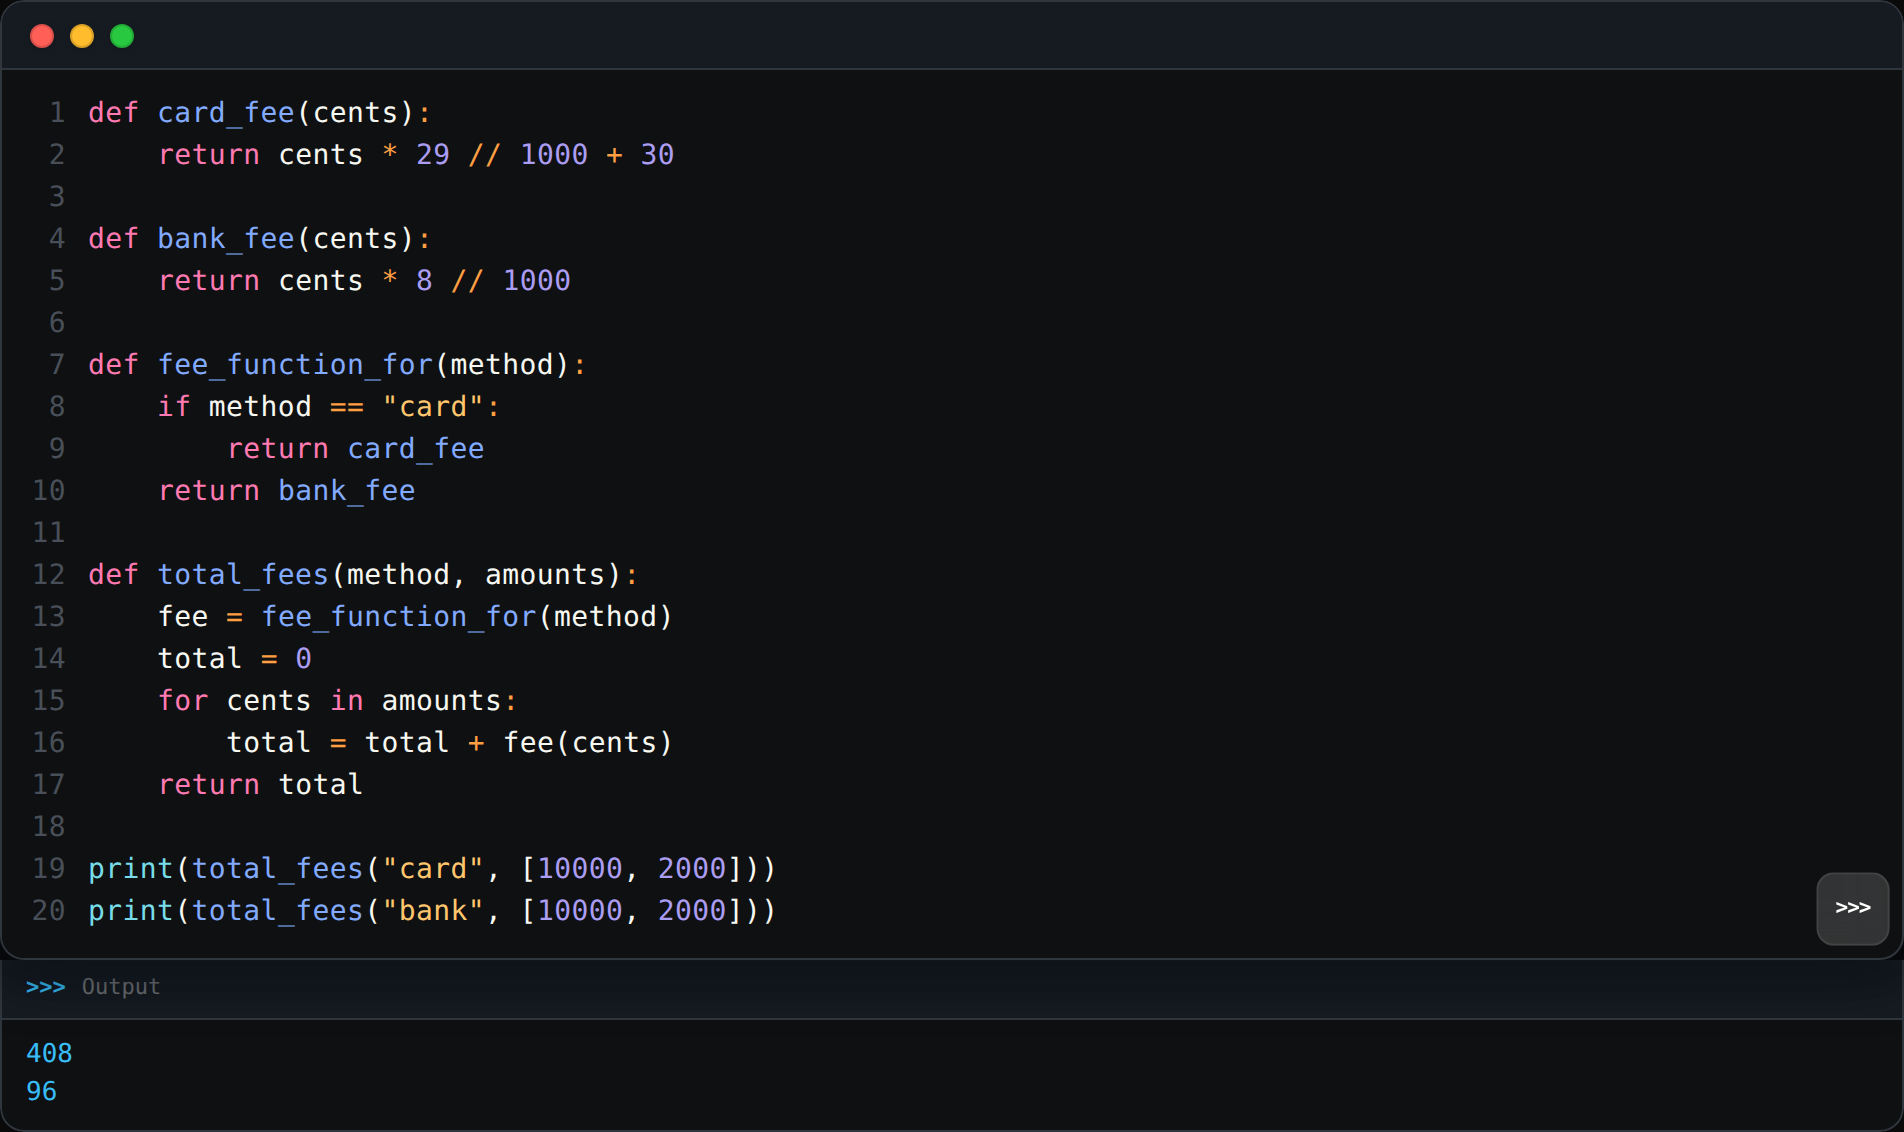 1 def card_fee(cents):
2     return cents * 29 // 1000 + 30
3
4 def bank_fee(cents):
5     return cents * 8 // 1000
6
7 def fee_function_for(method):
8     if method == "card":
9         return card_fee
10     return bank_fee
11
12 def total_fees(method, amounts):
13     fee = fee_function_for(method)
14     total = 0
15     for cents in amounts:
16         total = total + fee(cents)
17     return total
18
19 print(total_fees("card", [10000, 2000]))
20 print(total_fees("bank", [10000, 2000]))
>>>
>>> Output
408
96